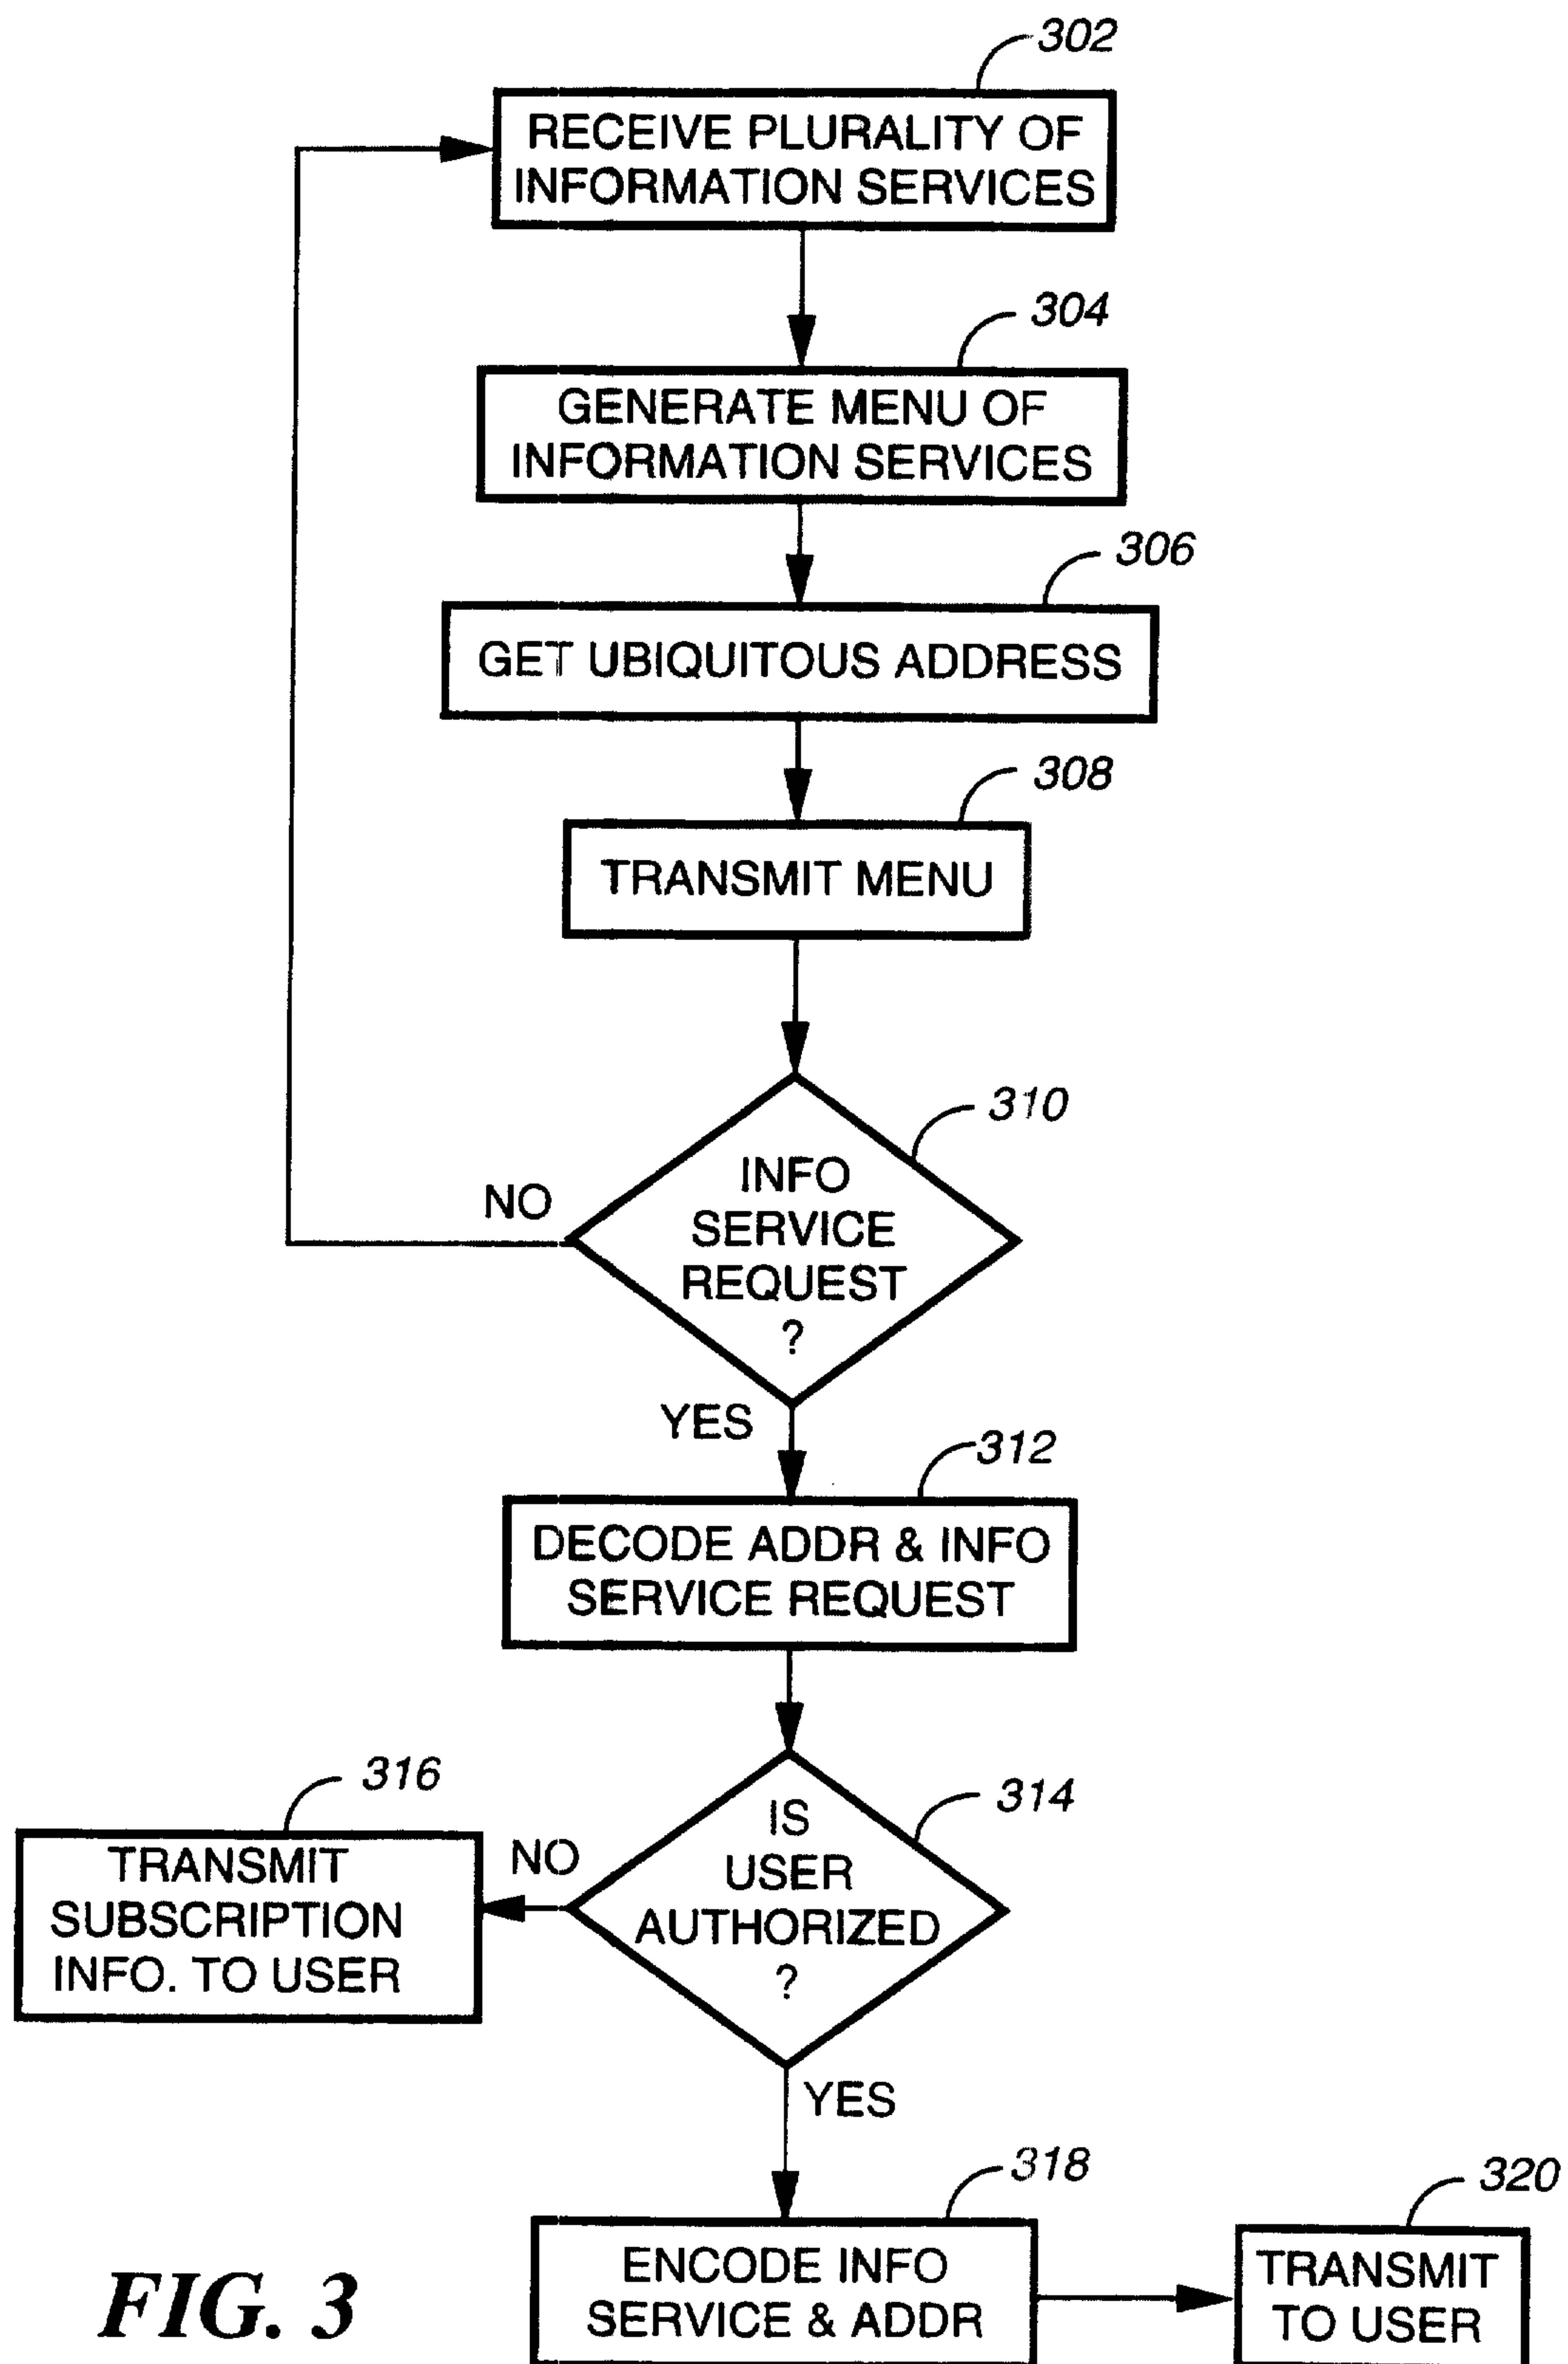 302
RECEIVE PLURALITY OF
INFORMATION SERVICES
304
GENERATE MENU OF
INFORMATION SERVICES
306
GET UBIQUITOUS ADDRESS
308
TRANSMIT MENU
310
INFO
SERVICE
REQUEST
?
NO
YES
312
DECODE ADDR & INFO
SERVICE REQUEST
314
IS
USER
AUTHORIZED
?
NO
316
TRANSMIT
SUBSCRIPTION
INFO. TO USER
YES
318
ENCODE INFO
SERVICE & ADDR
320
TRANSMIT
TO USER
FIG. 3